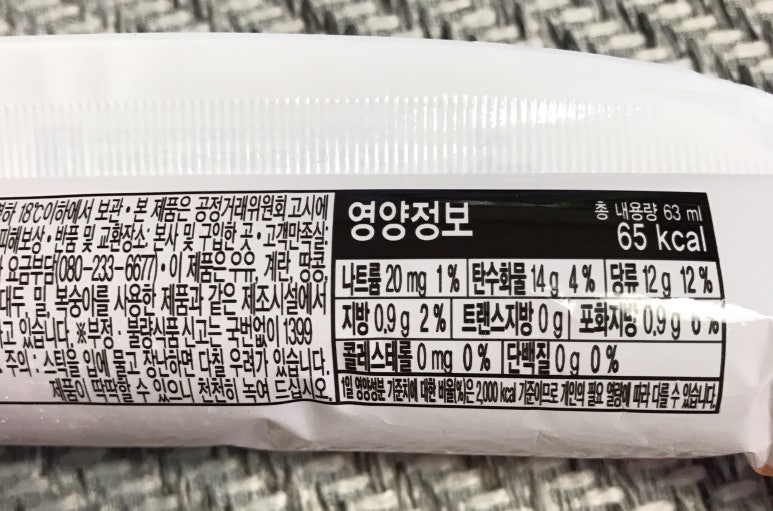 하 18℃이하에서 보관 • 본 제품은 공정거래위원회 고시에
피해보상 • 반품 및 교환장소: 본사 및 구입한 곳 • 고객만족실:
요금부담(080-233-6677) • 이 제품은 우유, 계란, 땅콩,
대두, 밀, 복숭아를 사용한 제품과 같은 제조시설에서
고 있습니다. ※부정 · 불량식품 신고는 국번없이 1399
주의 : 스틱을 입에 물고 장난하면 다칠 우려가 있습니다.
제품이 딱딱할 수 있으니 천천히 녹여 드십시오.
영양정보
총 내용량 63 ml
65 kcal
나트륨 20 mg 1 % 탄수화물 14 g 4 % 당류 12 g 12 %
지방 0.9 g 2 % 트랜스지방 0 g 포화지방 0.9 g 6 %
콜레스테롤 0 mg 0 % 단백질 0 g 0 %
1일 영양성분 기준치에 대한 비율(%)은 2,000 kcal 기준이므로 개인의 필요 열량에 따라 다를 수 있습니다.